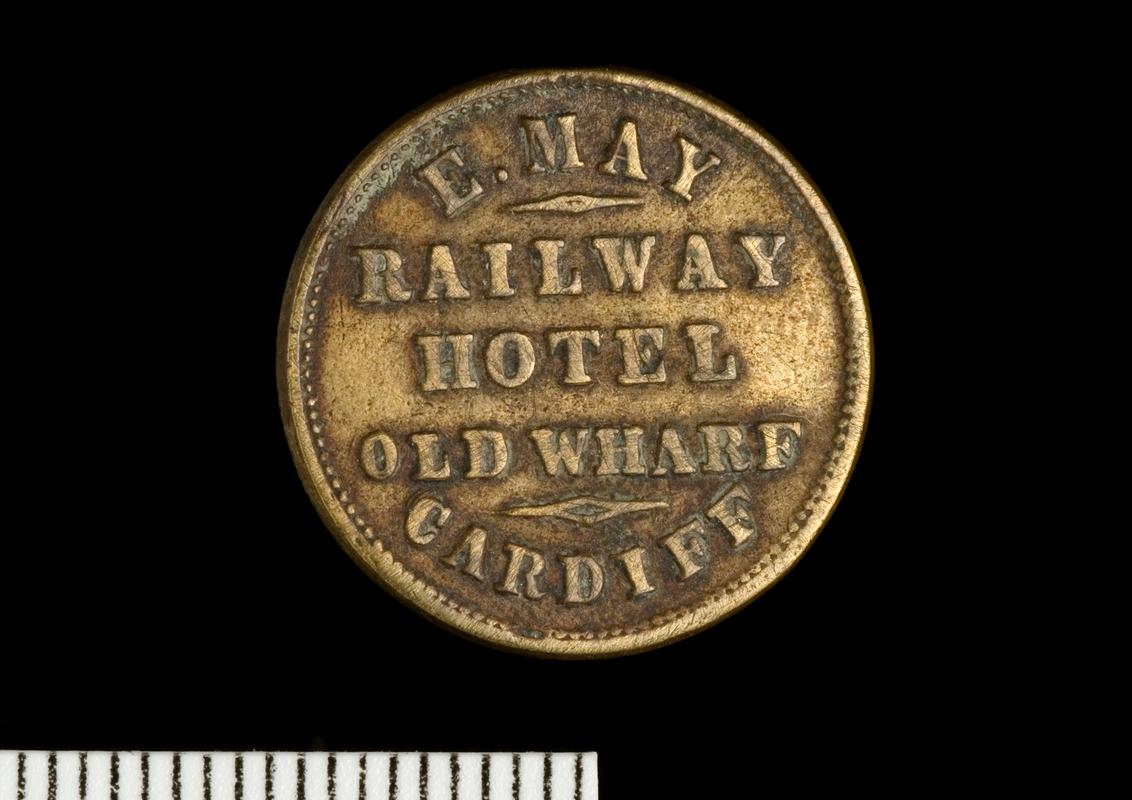 E. MAY
RAILWAY
HOTEL
OLD WHARF
CARDIFF